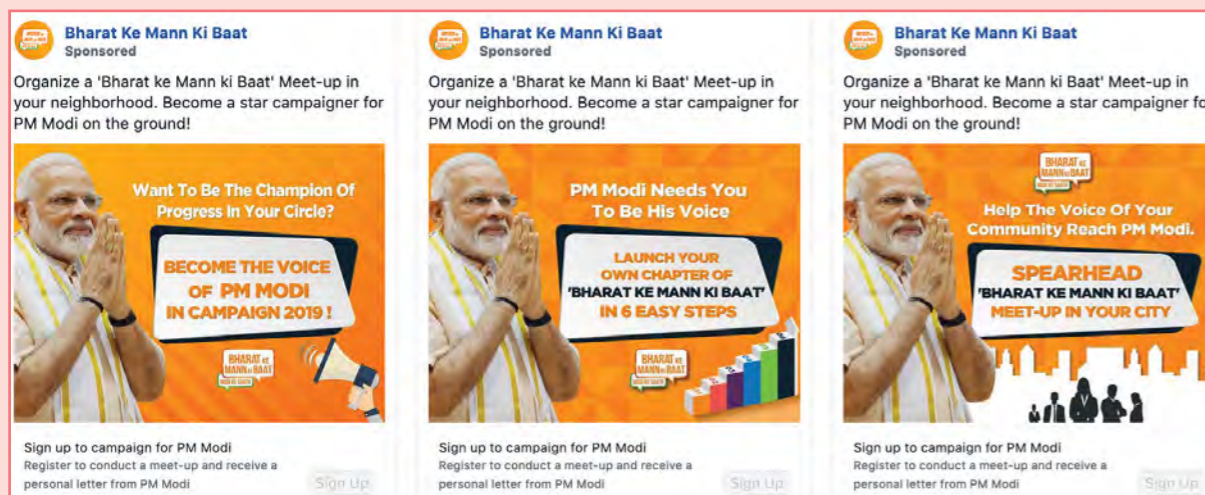 Bharat Ke Mann Ki Baat
Sponsored
Organize a 'Bharat ke Mann ki Baat' Meet-up in
your neighborhood. Become a star campaigner for
PM Modi on the ground!
Want To Be The Champion Of
Progress In Your Circle?
BECOME THE VOICE
OF PM MODI
IN CAMPAIGN 2019 !
BHARAT KE
MANN KI BAAT
Sign up to campaign for PM Modi
Register to conduct a meet-up and receive a
personal letter from PM Modi
Sign Up
Bharat Ke Mann Ki Baat
Sponsored
Organize a 'Bharat ke Mann ki Baat' Meet-up in
your neighborhood. Become a star campaigner for
PM Modi on the ground!
PM Modi Needs You
To Be His Voice
LAUNCH YOUR
OWN CHAPTER OF
'BHARAT KE MANN KI BAAT'
IN 6 EASY STEPS
BHARAT KE
MANN KI BAAT
Sign up to campaign for PM Modi
Register to conduct a meet-up and receive a
personal letter from PM Modi
Sign Up
Bharat Ke Mann Ki Baat
Sponsored
Organize a 'Bharat ke Mann ki Baat' Meet-up in
your neighborhood. Become a star campaigner fo
PM Modi on the ground!
BHARAT KE
MANN KI BAAT
Help The Voice Of Your
Community Reach PM Modi.
SPEARHEAD
'BHARAT KE MANN KI BAAT'
MEET-UP IN YOUR CITY
Sign up to campaign for PM Modi
Register to conduct a meet-up and receive a
personal letter from PM Modi
Sign Up